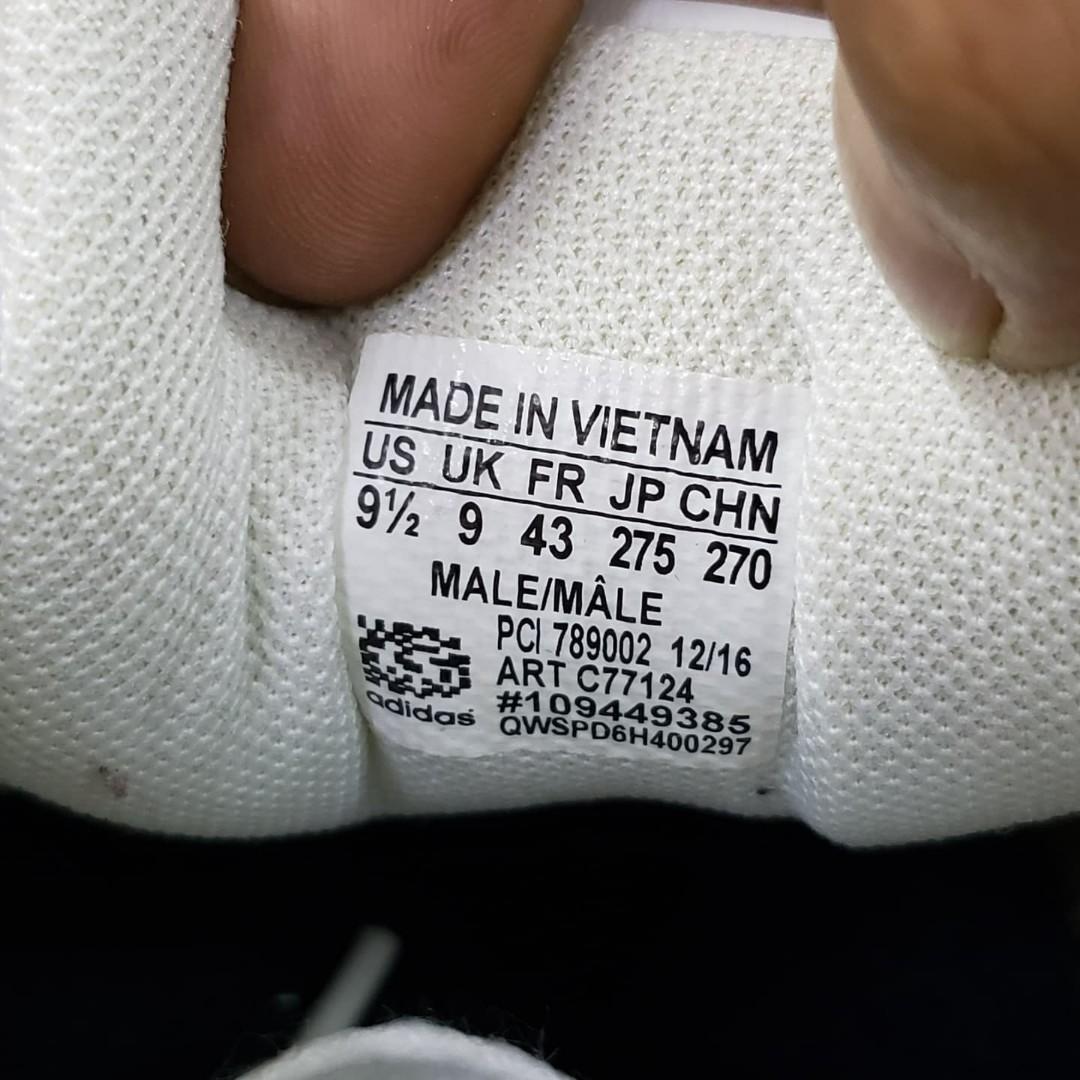 MADE IN VIETNAM
US UK FR JP CHN
9½ 9 43 275 270
MALE/MÂLE
PCI 789002 12/16
ART C77124
#109449385
QWSPD6H400297
adidas